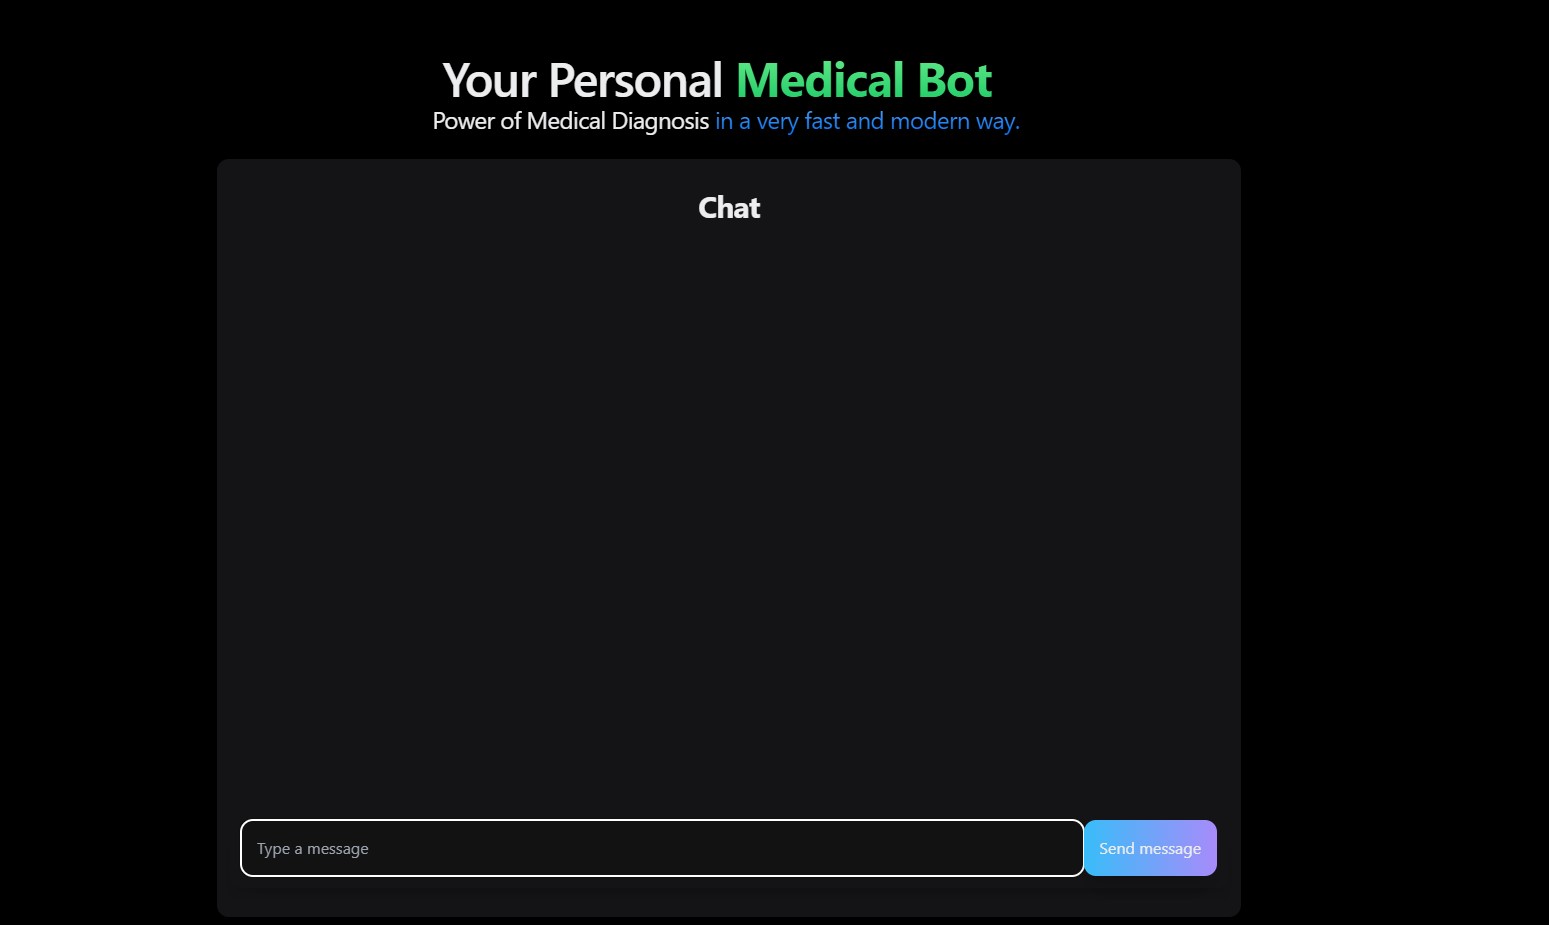 Your Personal Medical Bot
Power of Medical Diagnosis in a very fast and modern way.
Chat
Type a message
Send message